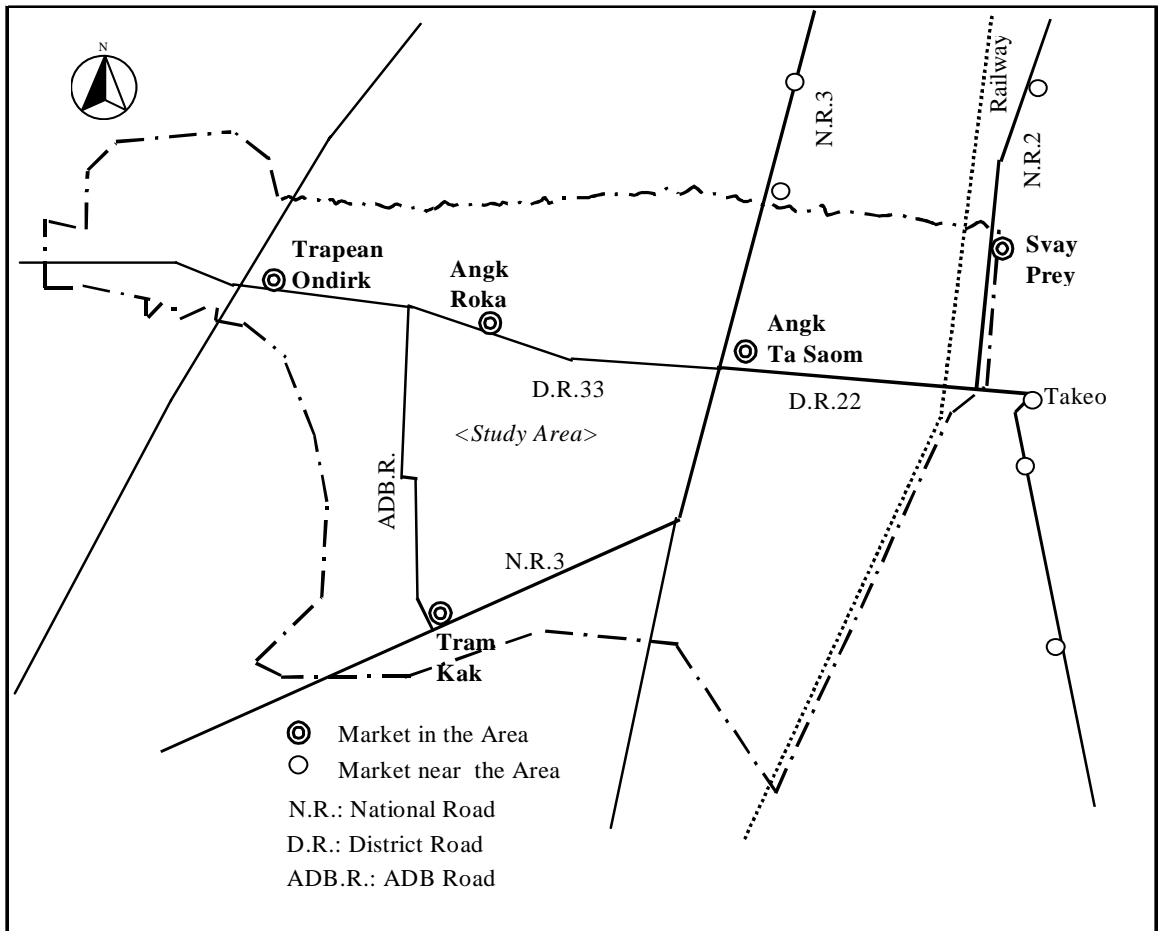 N
Railway
N.R.3
N.R.2
Trapean
Ondirk
Angk
Roka
Svay
Prey
Angk
Ta Saom
D.R.33
D.R.22
Takeo
<Study Area>
ADB.R.
N.R.3
Tram
Kak
Market in the Area
Market near the Area
N.R.: National Road
D.R.: District Road
ADB.R.: ADB Road